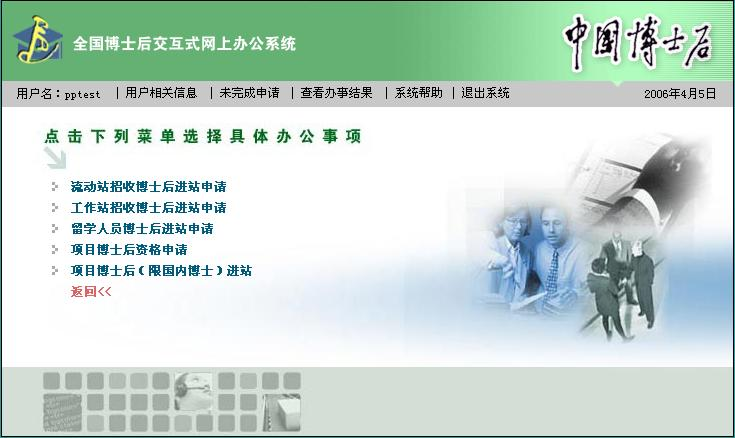 全国博士后交互式网上办公系统
中国博士后
用户名：pptest | 用户相关信息 | 未完成申请 | 查看办事结果 | 系统帮助 | 退出系统 2006年4月5日
点击下列菜单选择具体办公事项
流动站招收博士后进站申请
工作站招收博士后进站申请
留学人员博士后进站申请
项目博士后资格申请
项目博士后（限国内博士）进站
返回<<